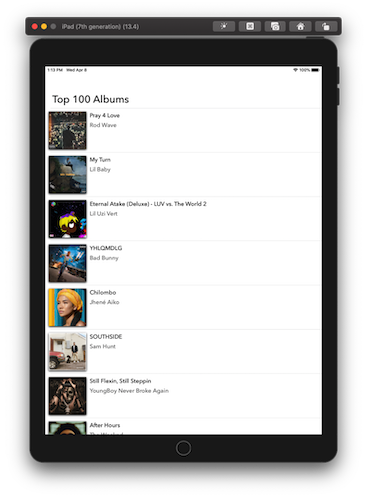 iPad (7th generation) (13.4)
1:13 PM Wed Apr 8 100%
Top 100 Albums
Pray 4 Love
Rod Wave
My Turn
Lil Baby
Eternal Atake (Deluxe) - LUV vs. The World 2
Lil Uzi Vert
YHLQMDLG
Bad Bunny
Chilombo
Jhené Aiko
SOUTHSIDE
Sam Hunt
Still Flexin, Still Steppin
YoungBoy Never Broke Again
After Hours
The Weeknd